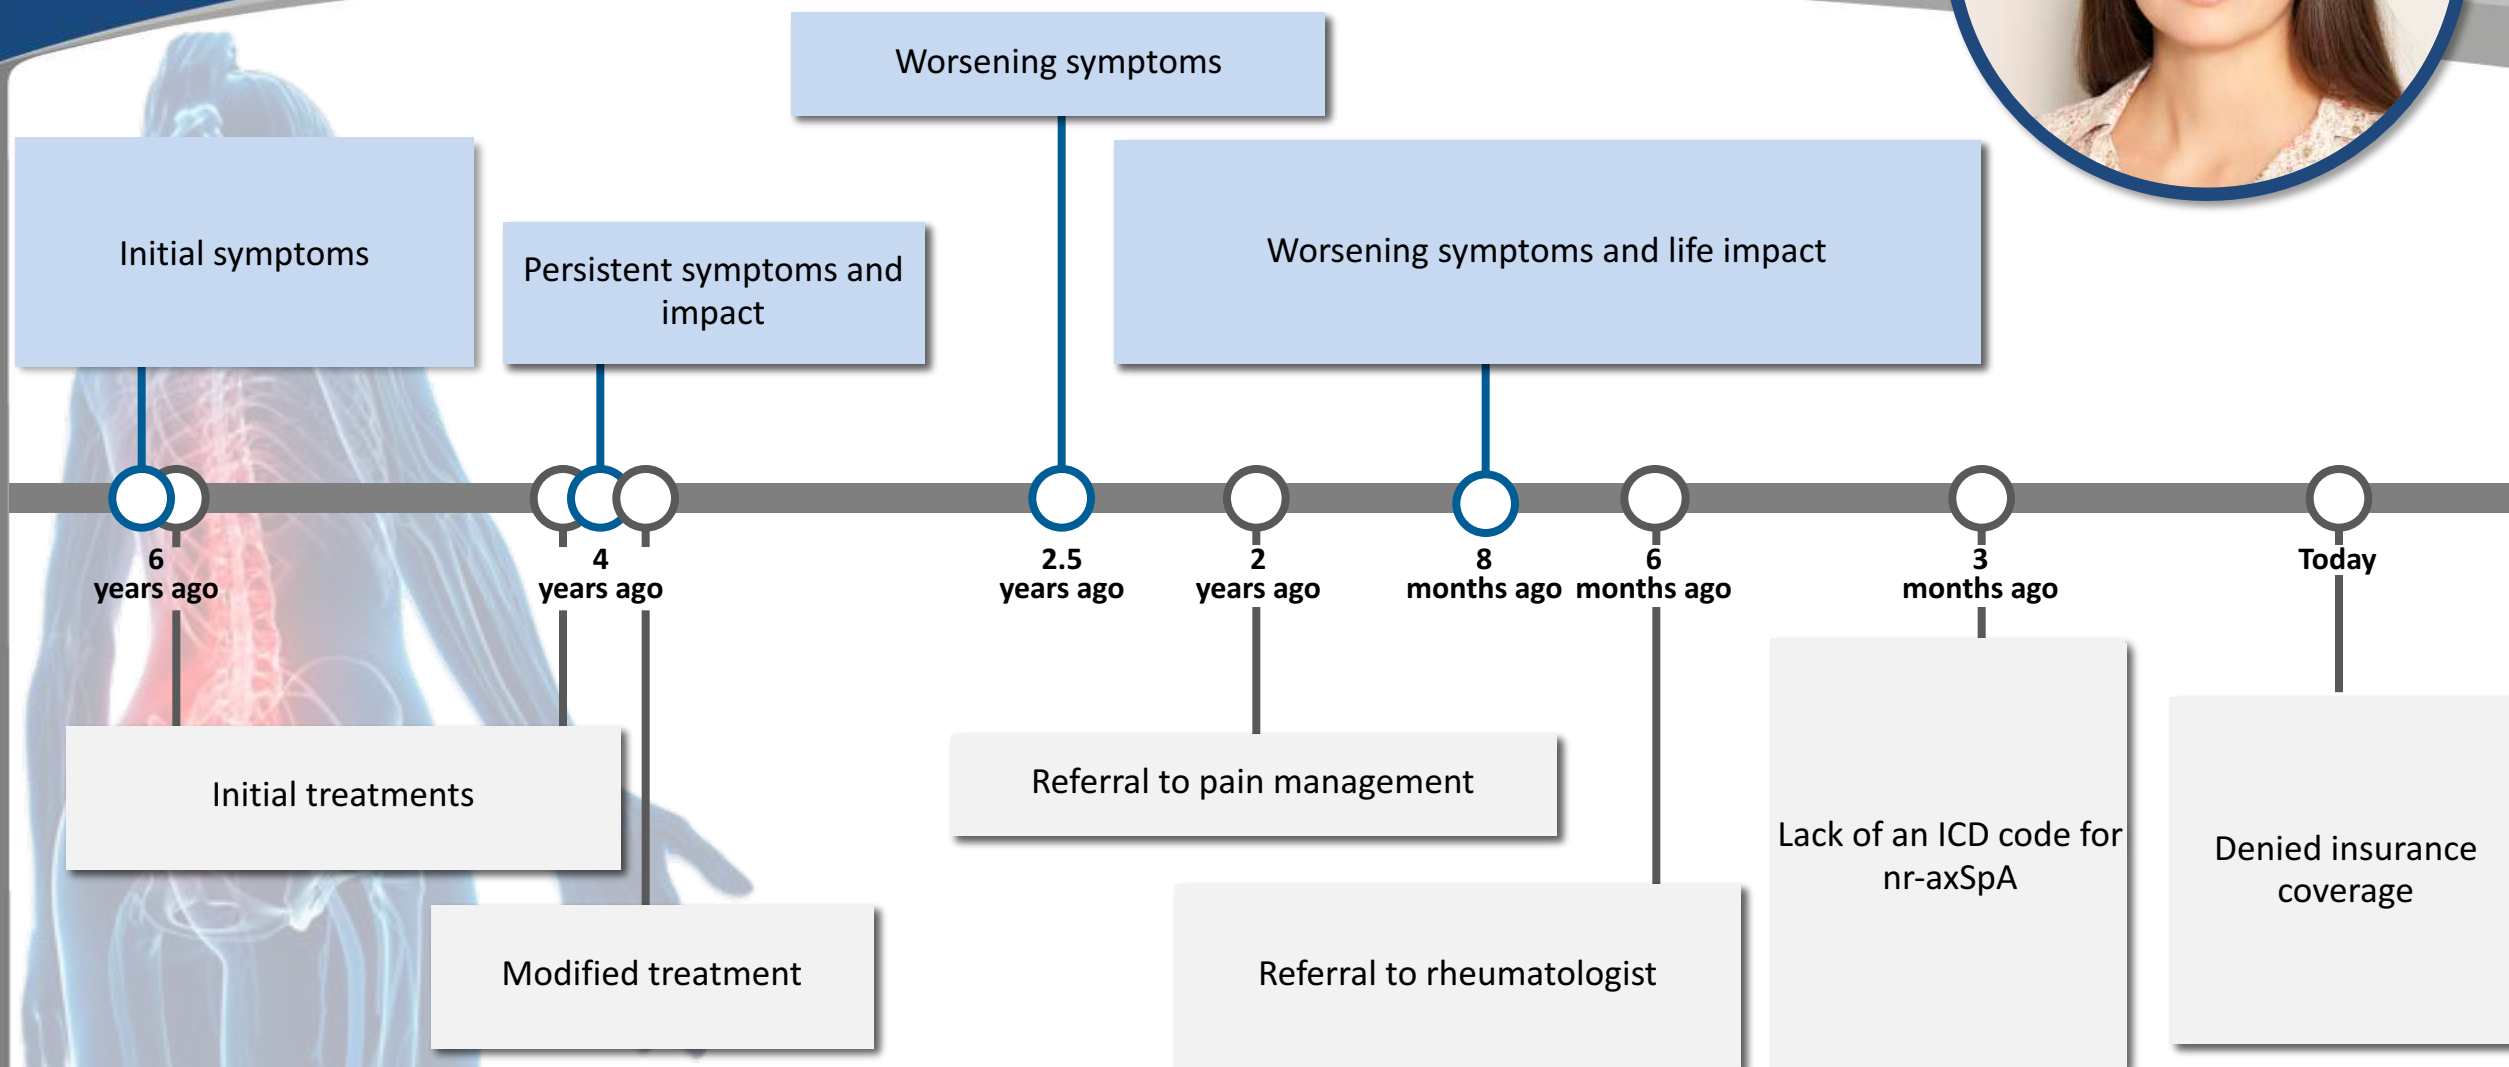 Worsening symptoms
Initial symptoms
Persistent symptoms and
impact
Worsening symptoms and life impact
6
years ago
4
years ago
2.5
years ago
2
years ago
8
months ago
6
months ago
3
months ago
Today
Initial treatments
Modified treatment
Referral to pain management
Referral to rheumatologist
Lack of an ICD code for
nr-axSpA
Denied insurance
coverage